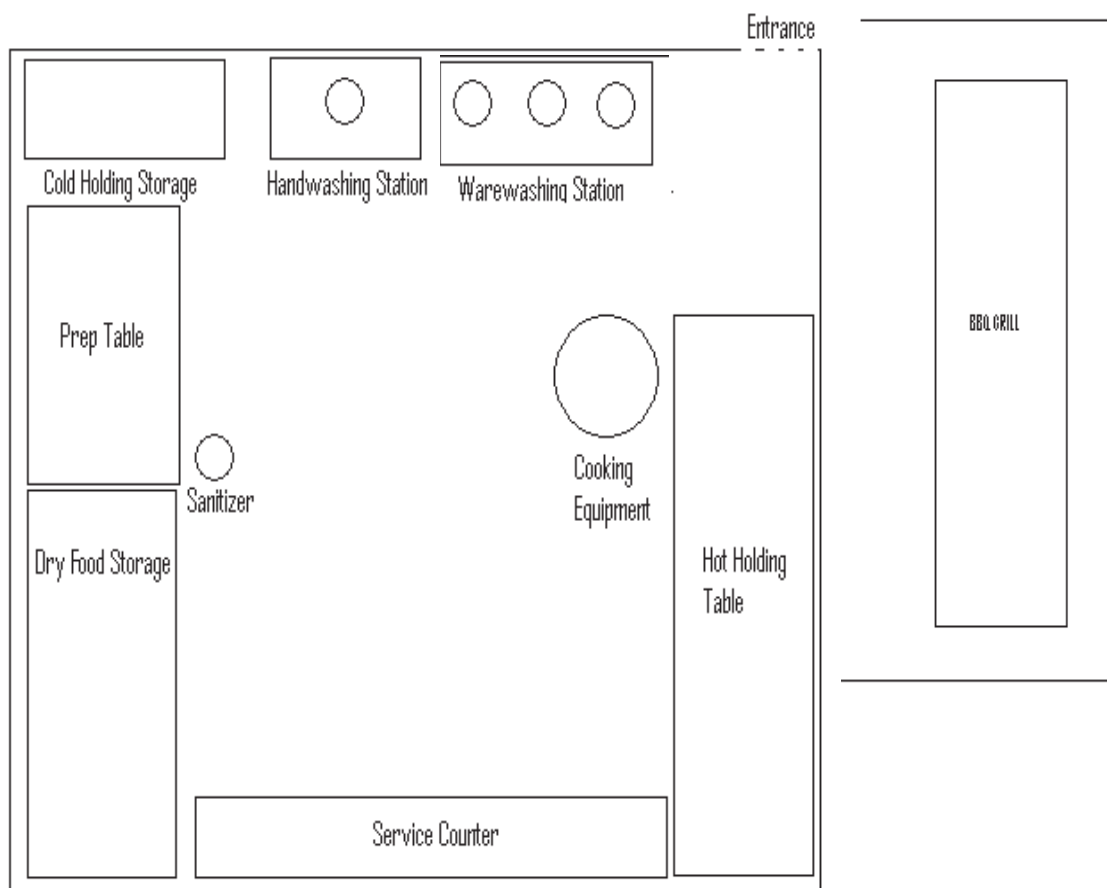 Entrance
Cold Holding Storage
Handwashing Station
Warewashing Station
Prep Table
BBQ GRILL
Sanitizer
Cooking
Equipment
Dry Food Storage
Hot Holding
Table
Service Counter